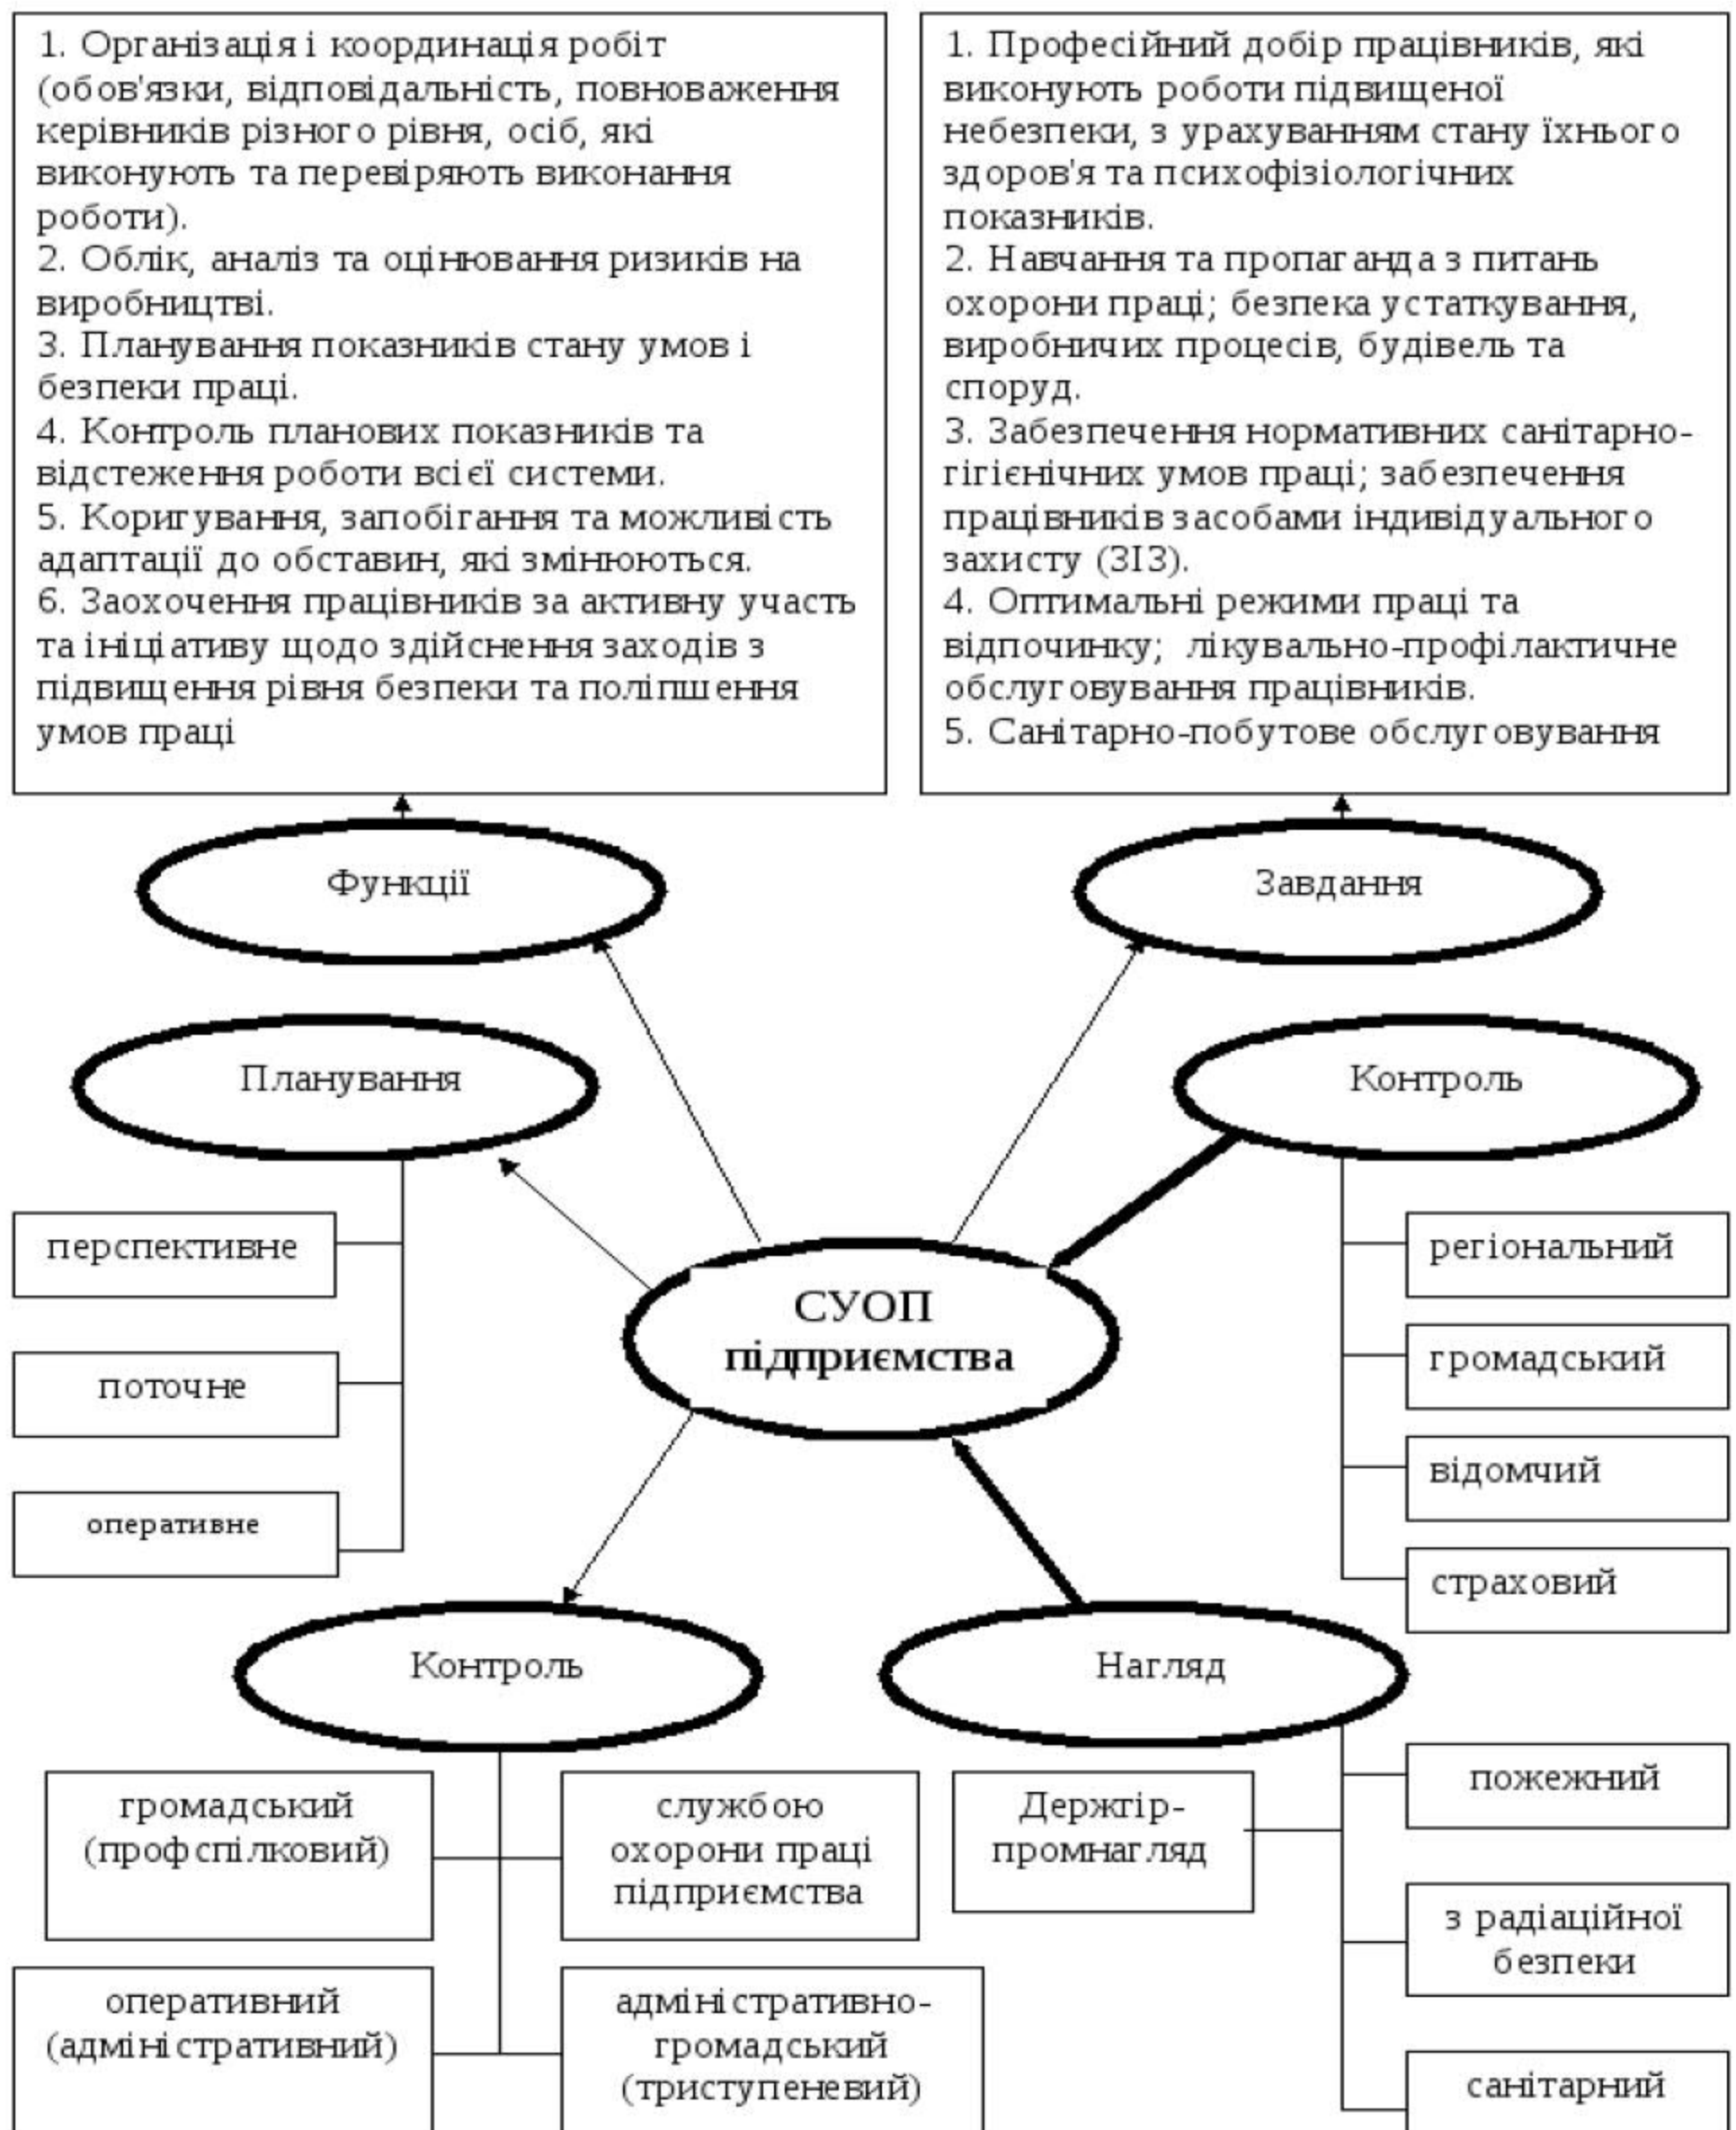 1. Організація і координація робіт
(обов'язки, відповідальність, повноваження
керівників різного рівня, осіб, які
виконують та перевіряють виконання
роботи).
2. Облік, аналіз та оцінювання ризиків на
виробництві.
3. Планування показників стану умов і
безпеки праці.
4. Контроль планових показників та
відстеження роботи всієї системи.
5. Коригування, запобігання та можливість
адаптації до обставин, які змінюються.
6. Заохочення працівників за активну участь
та ініціативу щодо здійснення заходів з
підвищення рівня безпеки та поліпшення
умов праці
1. Професійний добір працівників, які
виконують роботи підвищеної
небезпеки, з урахуванням стану їхнього
здоров'я та психофізіологічних
показників.
2. Навчання та пропаганда з питань
охорони праці; безпека устаткування,
виробничих процесів, будівель та
споруд.
3. Забезпечення нормативних санітарно-
гігієнічних умов праці; забезпечення
працівників засобами індивідуального
захисту (ЗІЗ).
4. Оптимальні режими праці та
відпочинку; лікувально-профілактичне
обслуговування працівників.
5. Санітарно-побутове обслуговування
Функції
Завдання
Планування
Контроль
перспективне
поточне
оперативне
СУОП
підприємства
регіональний
громадський
відомчий
страховий
Контроль
Нагляд
громадський
(профспілковий)
службою
охорони праці
підприємства
оперативний
(адміністративний)
адміністративно-
громадський
(триступеневий)
Держгір-
промнагляд
пожежний
з радіаційної
безпеки
санітарний